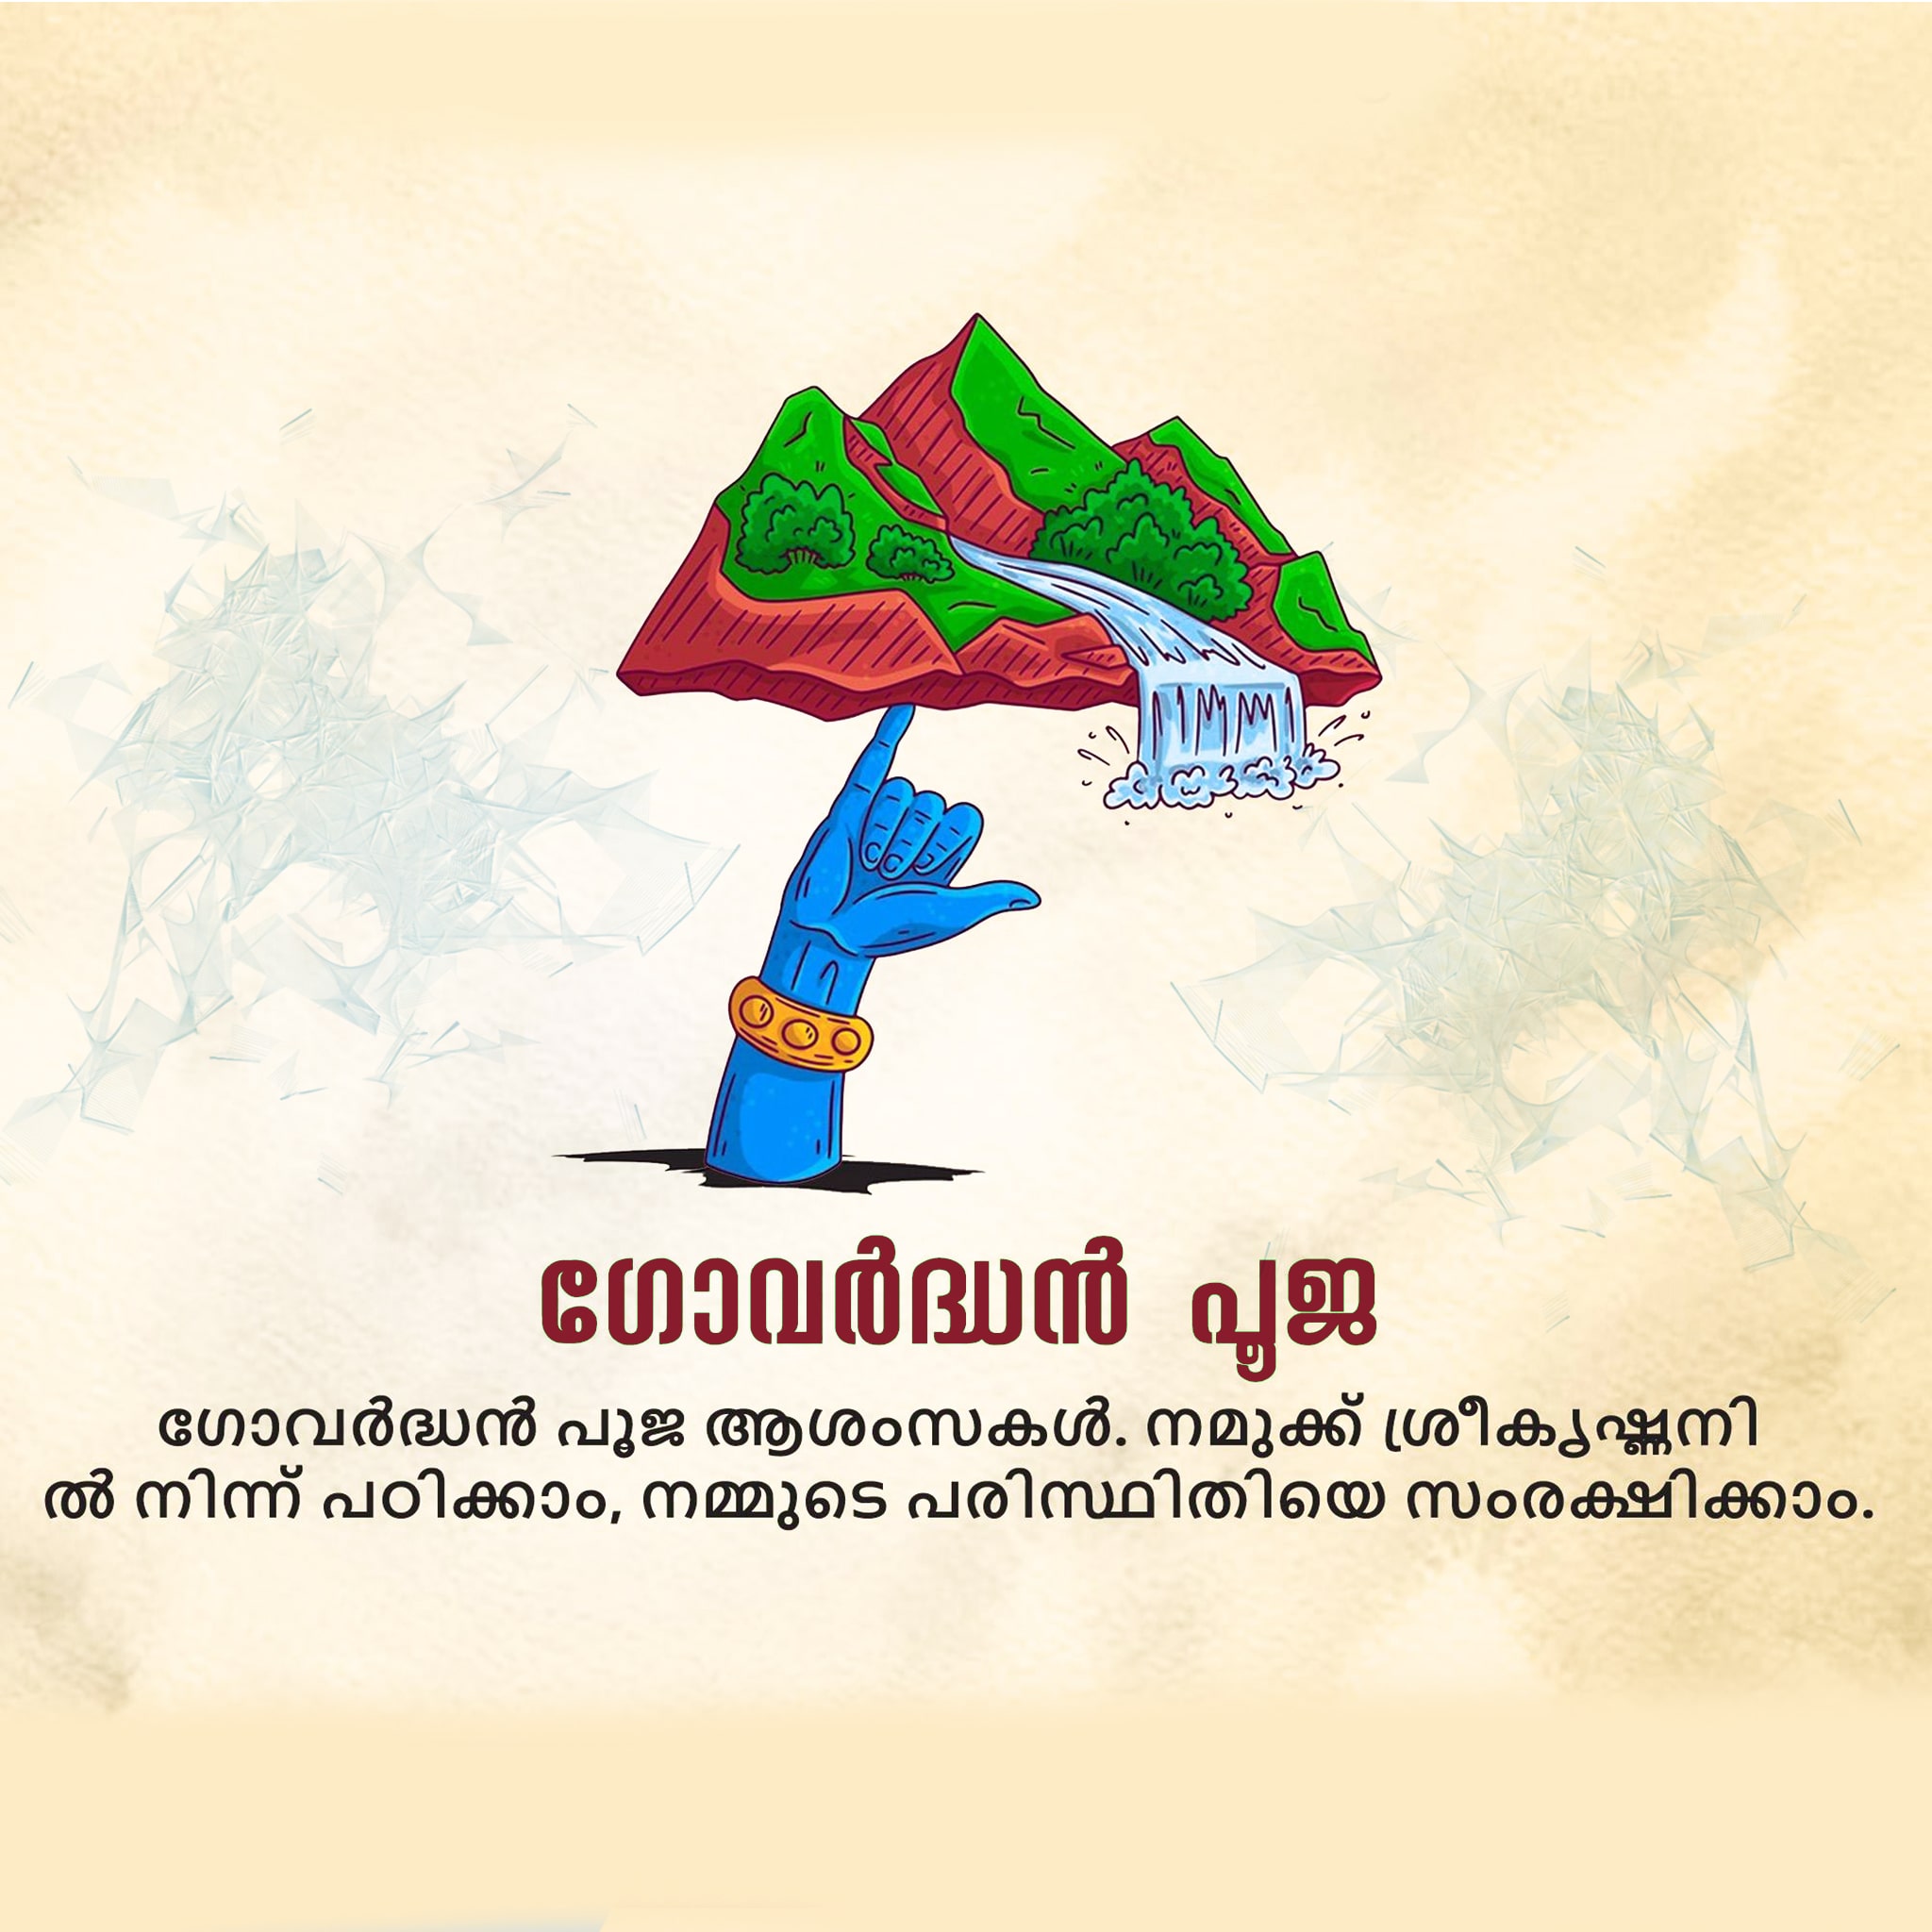 ഗോവർദ്ധൻ പൂജ
ഗോവർദ്ധൻ പൂജ ആശംസകൾ. നമുക്ക് ശ്രീകൃഷ്ണനി
ൽ നിന്ന് പഠിക്കാം, നമ്മുടെ പരിസ്ഥിതിയെ സംരക്ഷിക്കാം.